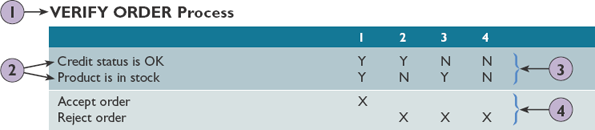 1 VERIFY ORDER Process
1 2 3 4
Credit status is OK Y Y N N
2 3
Product is in stock Y N Y N
Accept order X
4
Reject order X X X